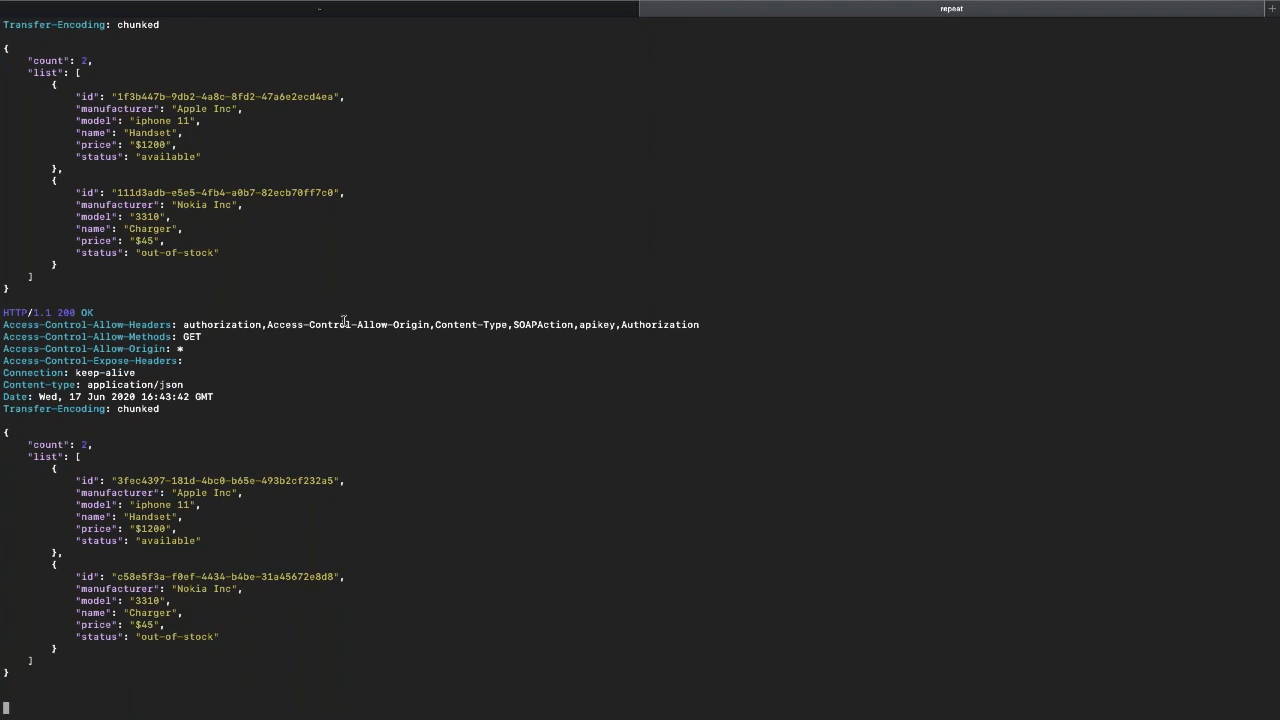 repeat
+
Transfer-Encoding: chunked
{
    "count": 2,
    "list": [
        {
            "id": "1f3b447b-9db2-4a8c-8fd2-47a6e2ecd4ea",
            "manufacturer": "Apple Inc",
            "model": "iphone 11",
            "name": "Handset",
            "price": "$1200",
            "status": "available"
        },
        {
            "id": "111d3adb-e5e5-4fb4-a0b7-82ecb70ff7c0",
            "manufacturer": "Nokia Inc",
            "model": "3310",
            "name": "Charger",
            "price": "$45",
            "status": "out-of-stock"
        }
    ]
}
HTTP/1.1 200 OK
Access-Control-Allow-Headers: authorization,Access-Control-Allow-Origin,Content-Type,SOAPAction,apikey,Authorization
Access-Control-Allow-Methods: GET
Access-Control-Allow-Origin: *
Access-Control-Expose-Headers:
Connection: keep-alive
Content-type: application/json
Date: Wed, 17 Jun 2020 16:43:42 GMT
Transfer-Encoding: chunked
{
    "count": 2,
    "list": [
        {
            "id": "3fec4397-181d-4bc0-b65e-493b2cf232a5",
            "manufacturer": "Apple Inc",
            "model": "iphone 11",
            "name": "Handset",
            "price": "$1200",
            "status": "available"
        },
        {
            "id": "c58e5f3a-f0ef-4434-b4be-31a45672e8d8",
            "manufacturer": "Nokia Inc",
            "model": "3310",
            "name": "Charger",
            "price": "$45",
            "status": "out-of-stock"
        }
    ]
}